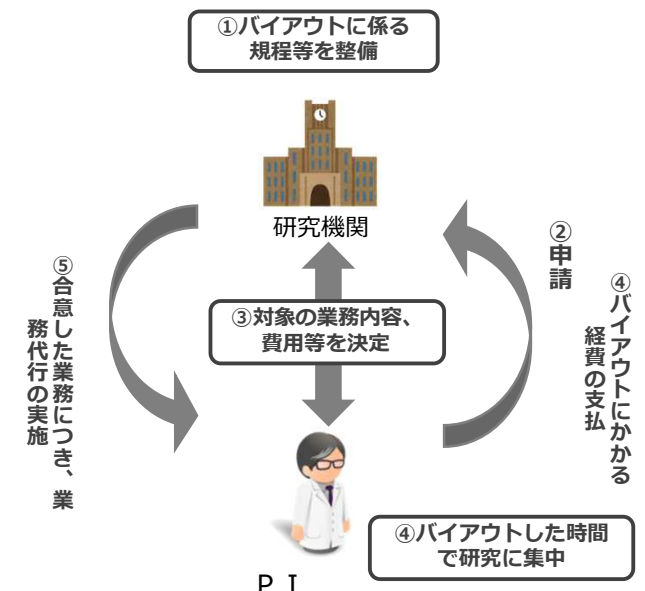 ①バイアウトに係る
規程等を整備
研究機関
②申請
③対象の業務内容、
費用等を決定
④バイアウトにかかる
経費の支払
⑤合意した業務につき、業
務代行の実施
④バイアウトした時間
で研究に集中
ＰＩ